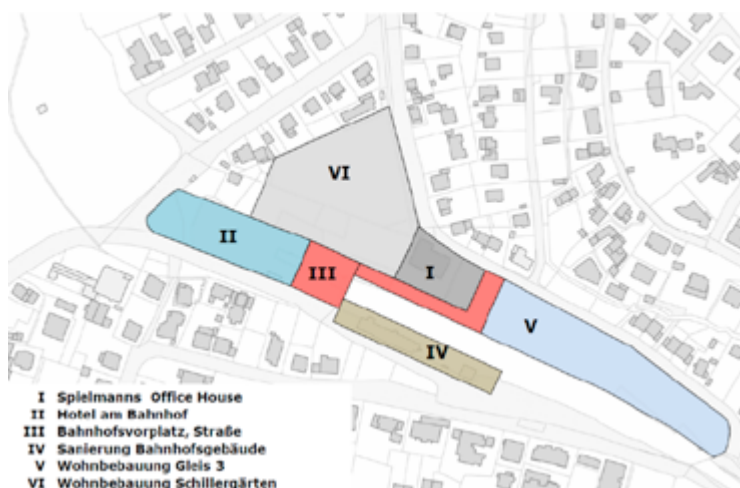 VI
II
III
I
V
IV
I Spielmanns Office House
II Hotel am Bahnhof
III Bahnhofsvorplatz, Straße
IV Sanierung Bahnhofsgebäude
V Wohnbebauung Gleis 3
VI Wohnbebauung Schillergärten